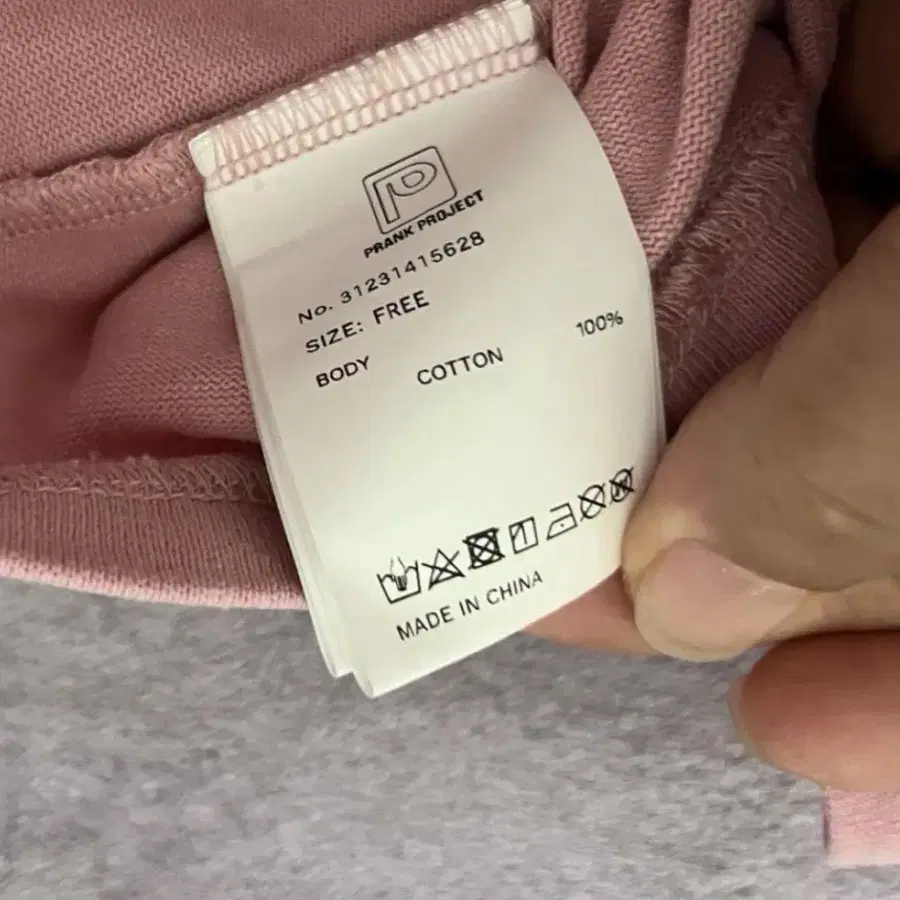 PRANK PROJECT
No. 31231415628
SIZE: FREE
BODY COTTON 100%
MADE IN CHINA